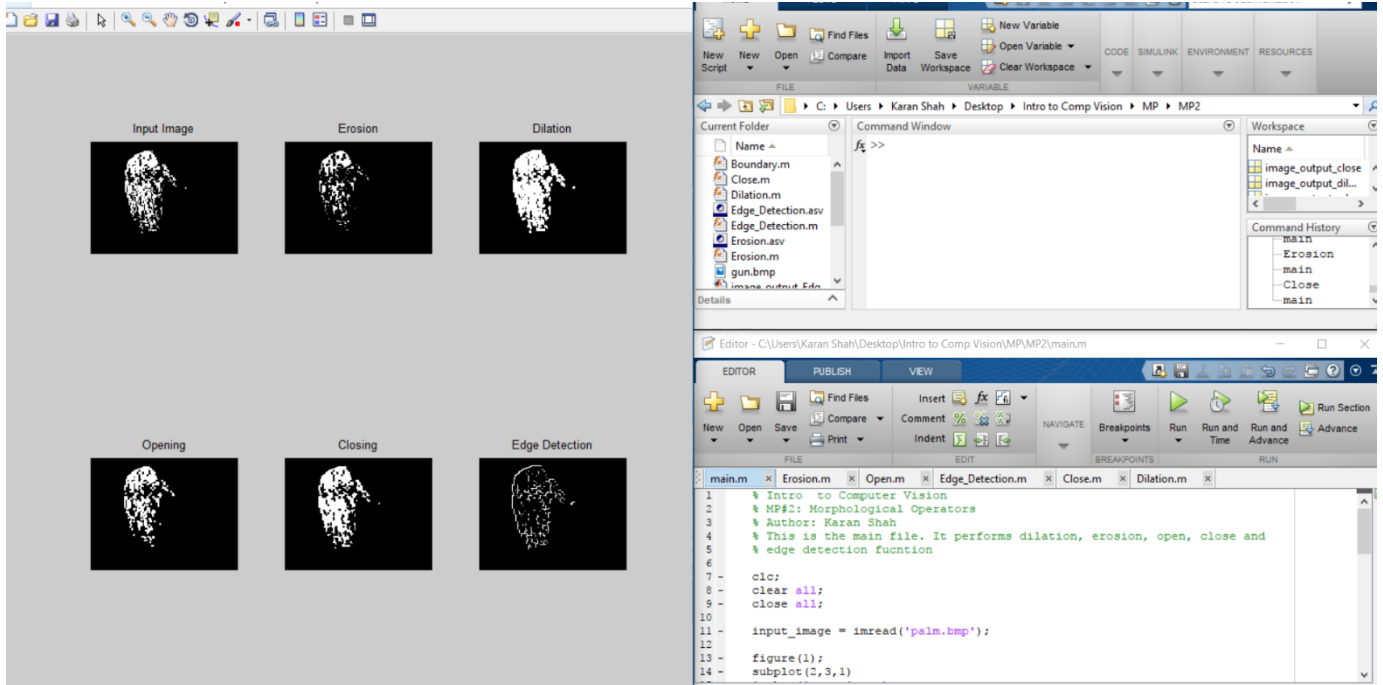 Input Image
Erosion
Dilation
Opening
Closing
Edge Detection
New Script
New
Open
Find Files
Compare
Import Data
Save Workspace
New Variable
Open Variable
Clear Workspace
CODE
SIMULINK
ENVIRONMENT
RESOURCES
FILE
VARIABLE
C: Users Karan Shah Desktop Intro to Comp Vision MP MP2
Current Folder
Name
Boundary.m
Close.m
Dilation.m
Edge_Detection.asv
Edge_Detection.m
Erosion.asv
Erosion.m
gun.bmp
Details
Command Window
fx >>
Workspace
Name
image_output_close
image_output_dil...
Command History
main
Erosion
main
Close
main
Editor - C:\Users\Karan Shah\Desktop\Intro to Comp Vision\MP\MP2\main.m
EDITOR
PUBLISH
VIEW
New
Open
Save
Find Files
Compare
Print
Insert fx
Comment
Indent
NAVIGATE
Breakpoints
Run
Run and Time
Run and Advance
Run Section
Advance
FILE
EDIT
BREAKPOINTS
RUN
main.m Erosion.m Open.m Edge_Detection.m Close.m Dilation.m
1 % Intro to Computer Vision
2 % MP#2: Morphological Operators
3 % Author: Karan Shah
4 % This is the main file. It performs dilation, erosion, open, close and
5 % edge detection fucntion
6
7 - clc;
8 - clear all;
9 - close all;
10
11 - input_image = imread('palm.bmp');
12
13 - figure(1);
14 - subplot(2,3,1)